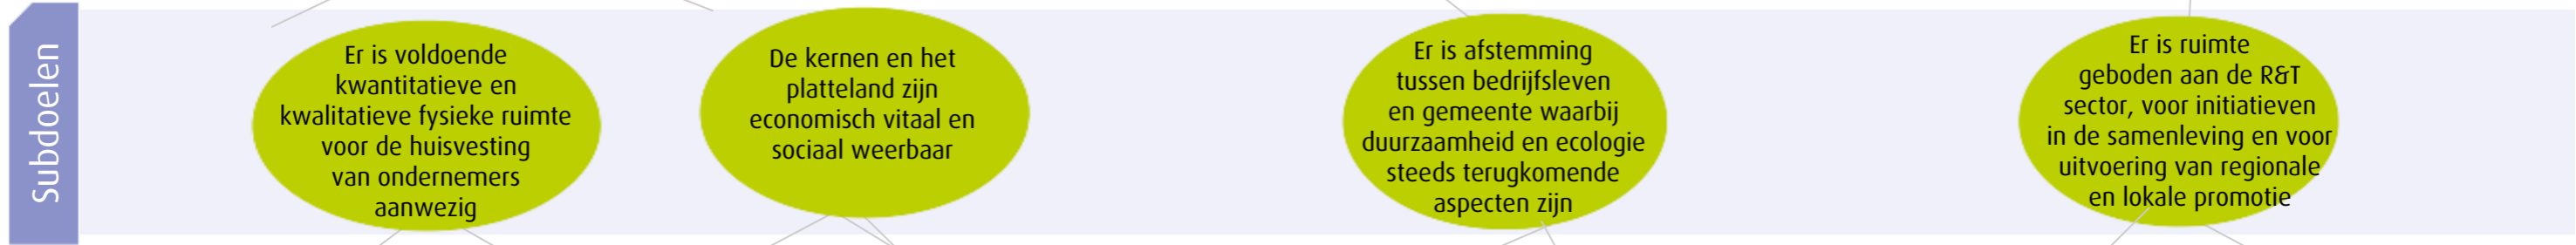 Subdoelen
Er is voldoende
kwantitatieve en
kwalitatieve fysieke ruimte
voor de huisvesting
van ondernemers
aanwezig
De kernen en het
platteland zijn
economisch vitaal en
sociaal weerbaar
Er is afstemming
tussen bedrijfsleven
en gemeente waarbij
duurzaamheid en ecologie
steeds terugkomende
aspecten zijn
Er is ruimte
geboden aan de R&T
sector, voor initiatieven
in de samenleving en voor
uitvoering van regionale
en lokale promotie